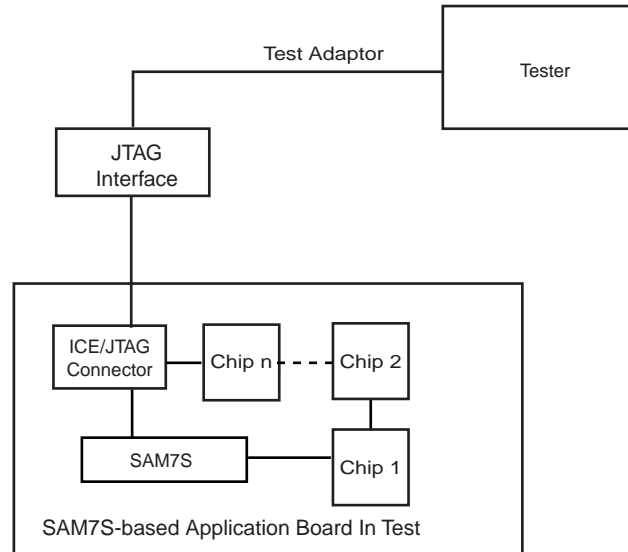 Test Adaptor
Tester
JTAG
Interface
ICE/JTAG
Connector
Chip n
Chip 2
SAM7S
Chip 1
SAM7S-based Application Board In Test